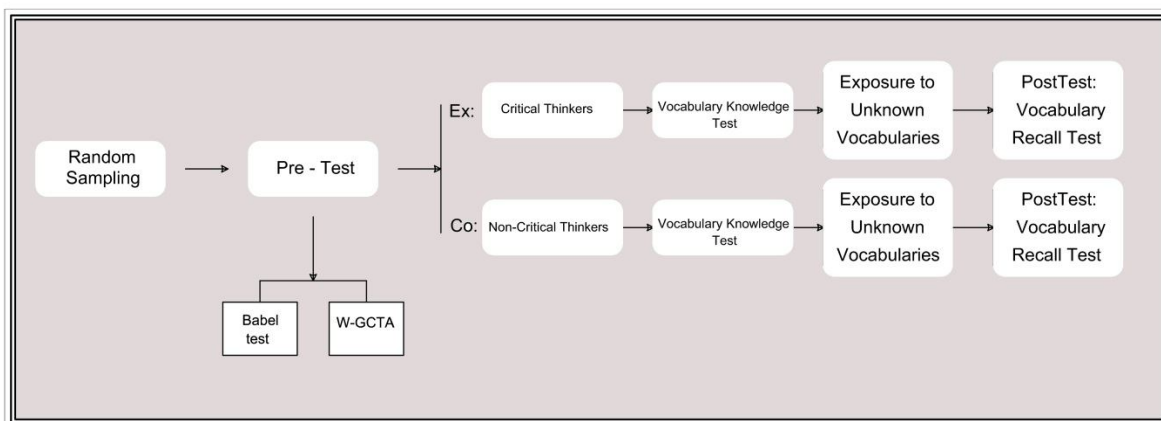 Random
Sampling
Pre - Test
Babel
test
W-GCTA
Ex:
Critical Thinkers
Vocabulary Knowledge
Test
Exposure to
Unknown
Vocabularies
PostTest:
Vocabulary
Recall Test
Co:
Non-Critical Thinkers
Vocabulary Knowledge
Test
Exposure to
Unknown
Vocabularies
PostTest:
Vocabulary
Recall Test